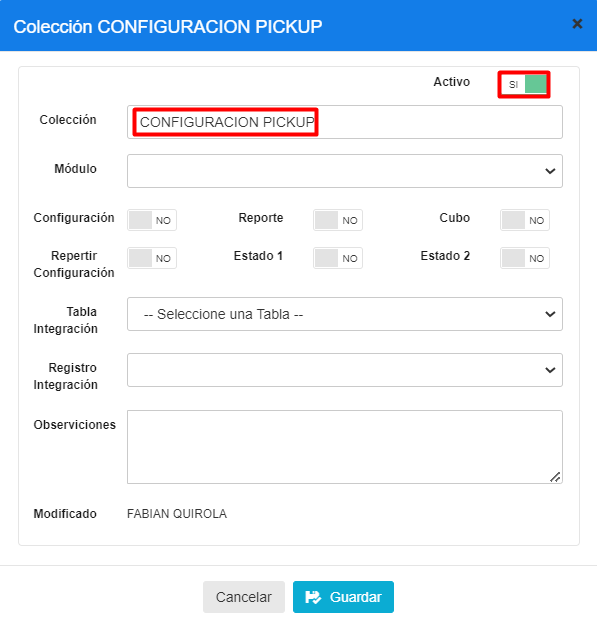 Colección CONFIGURACION PICKUP
Activo SI
Colección CONFIGURACION PICKUP
Módulo
Configuración NO Reporte NO Cubo NO
Repertir Configuración NO Estado 1 NO Estado 2 NO
Tabla Integración -- Seleccione una Tabla --
Registro Integración
Observiciones
Modificado FABIAN QUIROLA
Cancelar Guardar